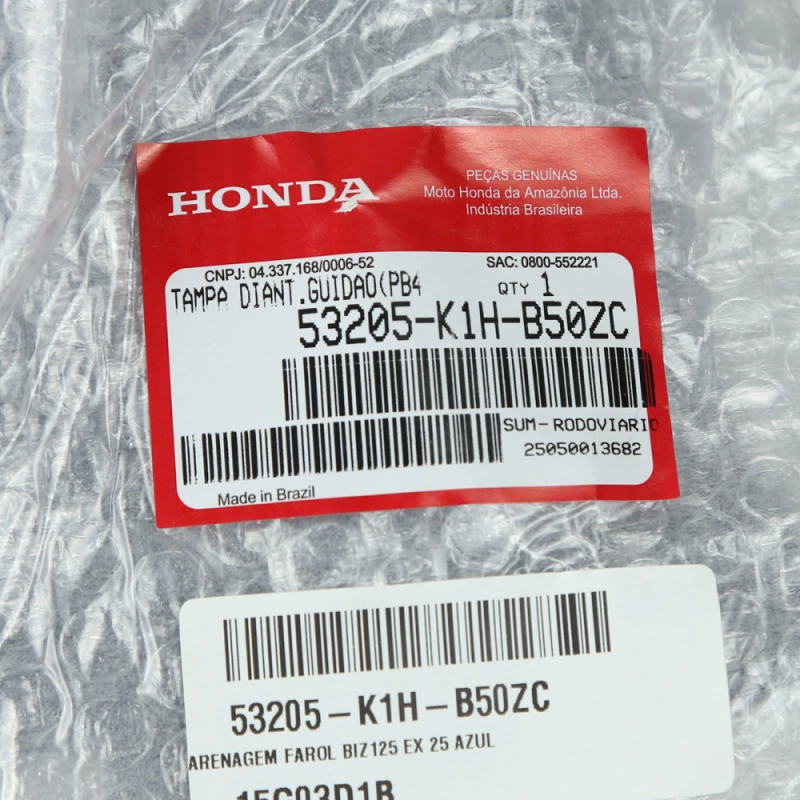 HONDA
PEÇAS GENUÍNAS
Moto Honda da Amazônia Ltda.
Indústria Brasileira
CNPJ: 04.337.168/0006-52
SAC: 0800-552221
TAMPA DIANT.GUIDAO(PB4
QTY 1
53205-K1H-B50ZC
SUM-RODOVIARIO
25050013682
Made in Brazil
53205-K1H-B50ZC
ARENAGEM FAROL BIZ125 EX 25 AZUL